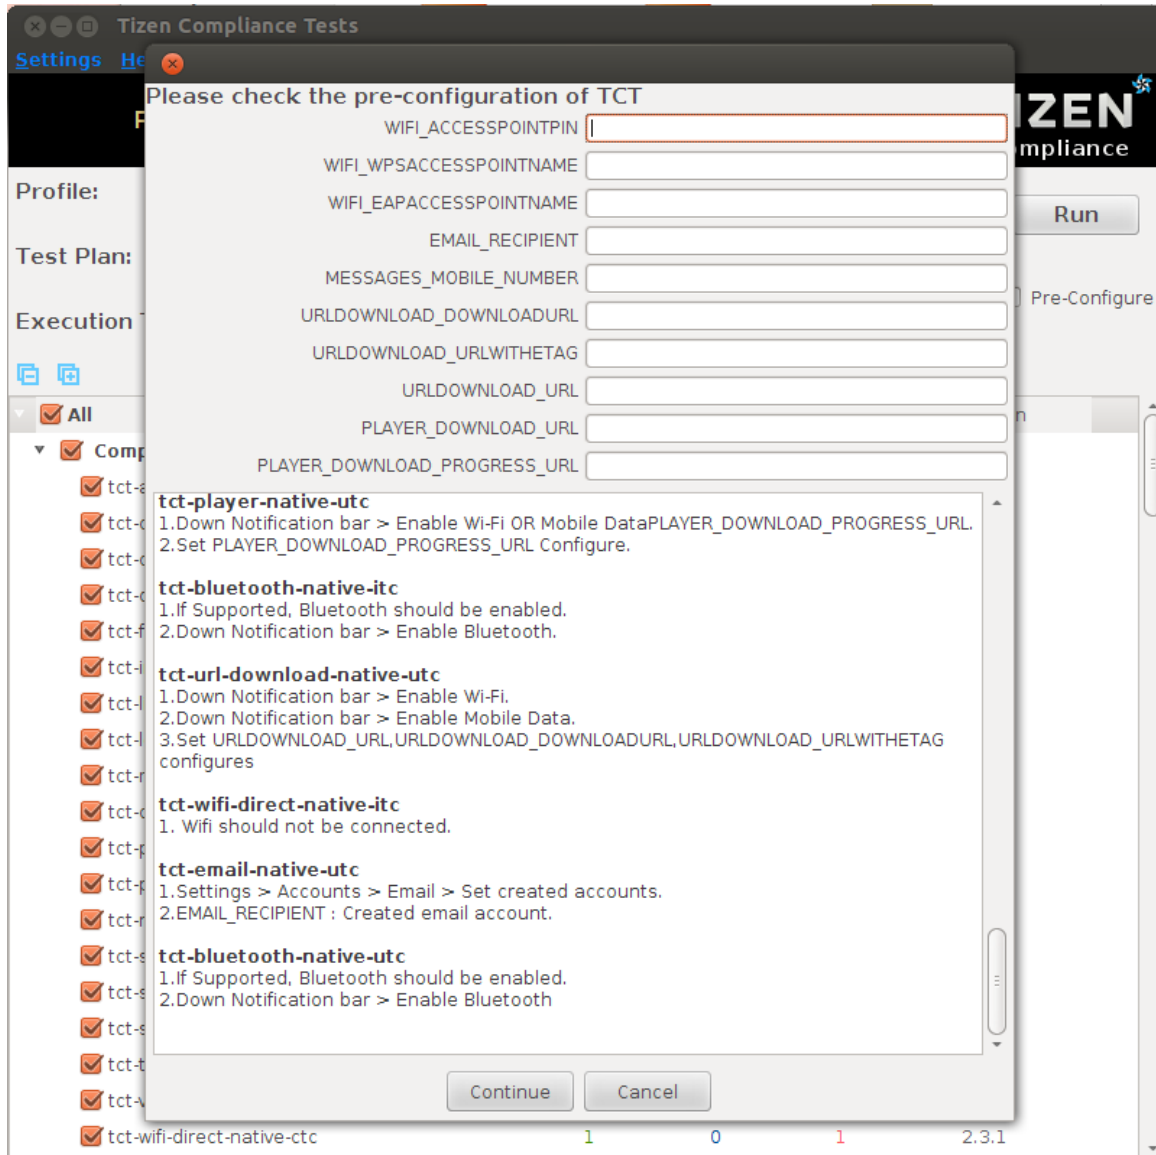 Tizen Compliance Tests
Settings
Please check the pre-configuration of TCT
IZEN
mpliance
WIFI_ACCESSPOINTPIN
WIFI_WPSACCESSPOINTNAME
Profile:
WIFI_EAPACCESSPOINTNAME
Run
EMAIL_RECIPIENT
Test Plan:
MESSAGES_MOBILE_NUMBER
Pre-Configure
URLDOWNLOAD_DOWNLOADURL
Execution
URLDOWNLOAD_URLWITHETAG
URLDOWNLOAD_URL
All
PLAYER_DOWNLOAD_URL
PLAYER_DOWNLOAD_PROGRESS_URL
tct-player-native-utc
1.Down Notification bar > Enable Wi-Fi OR Mobile DataPLAYER_DOWNLOAD_PROGRESS_URL.
2.Set PLAYER_DOWNLOAD_PROGRESS_URL Configure.
tct-bluetooth-native-itc
1.If Supported, Bluetooth should be enabled.
2.Down Notification bar > Enable Bluetooth.
tct-url-download-native-utc
1.Down Notification bar > Enable Wi-Fi.
2.Down Notification bar > Enable Mobile Data.
3.Set URLDOWNLOAD_URL,URLDOWNLOAD_DOWNLOADURL,URLDOWNLOAD_URLWITHETAG
configures
tct-wifi-direct-native-itc
1. Wifi should not be connected.
tct-email-native-utc
1.Settings > Accounts > Email > Set created accounts.
2.EMAIL_RECIPIENT : Created email account.
tct-bluetooth-native-utc
1.If Supported, Bluetooth should be enabled.
2.Down Notification bar > Enable Bluetooth
Continue Cancel
tct-wifi-direct-native-ctc 1 0 1 2.3.1